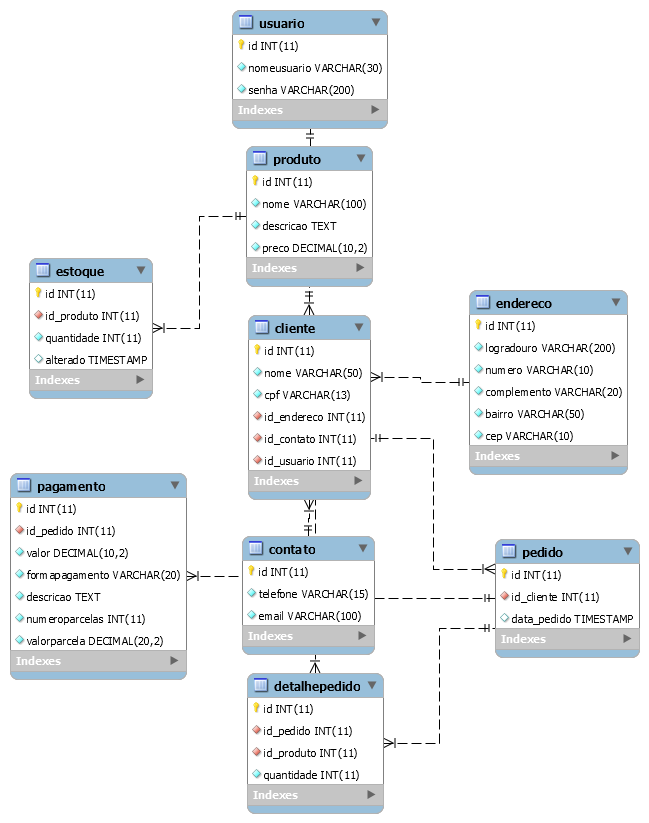 usuario
id INT(11)
nomeusuario VARCHAR(30)
senha VARCHAR(200)
Indexes
produto
id INT(11)
nome VARCHAR(100)
descricao TEXT
preco DECIMAL(10,2)
Indexes
estoque
id INT(11)
id_produto INT(11)
quantidade INT(11)
alterado TIMESTAMP
Indexes
cliente
id INT(11)
nome VARCHAR(50)
cpf VARCHAR(13)
id_endereco INT(11)
id_contato INT(11)
id_usuario INT(11)
Indexes
endereco
id INT(11)
logradouro VARCHAR(200)
numero VARCHAR(10)
complemento VARCHAR(20)
bairro VARCHAR(50)
cep VARCHAR(10)
Indexes
pagamento
id INT(11)
id_pedido INT(11)
valor DECIMAL(10,2)
formapagamento VARCHAR(20)
descricao TEXT
numeroparcelas INT(11)
valorparcela DECIMAL(20,2)
Indexes
contato
id INT(11)
telefone VARCHAR(15)
email VARCHAR(100)
Indexes
pedido
id INT(11)
id_cliente INT(11)
data_pedido TIMESTAMP
Indexes
detalhepedido
id INT(11)
id_pedido INT(11)
id_produto INT(11)
quantidade INT(11)
Indexes